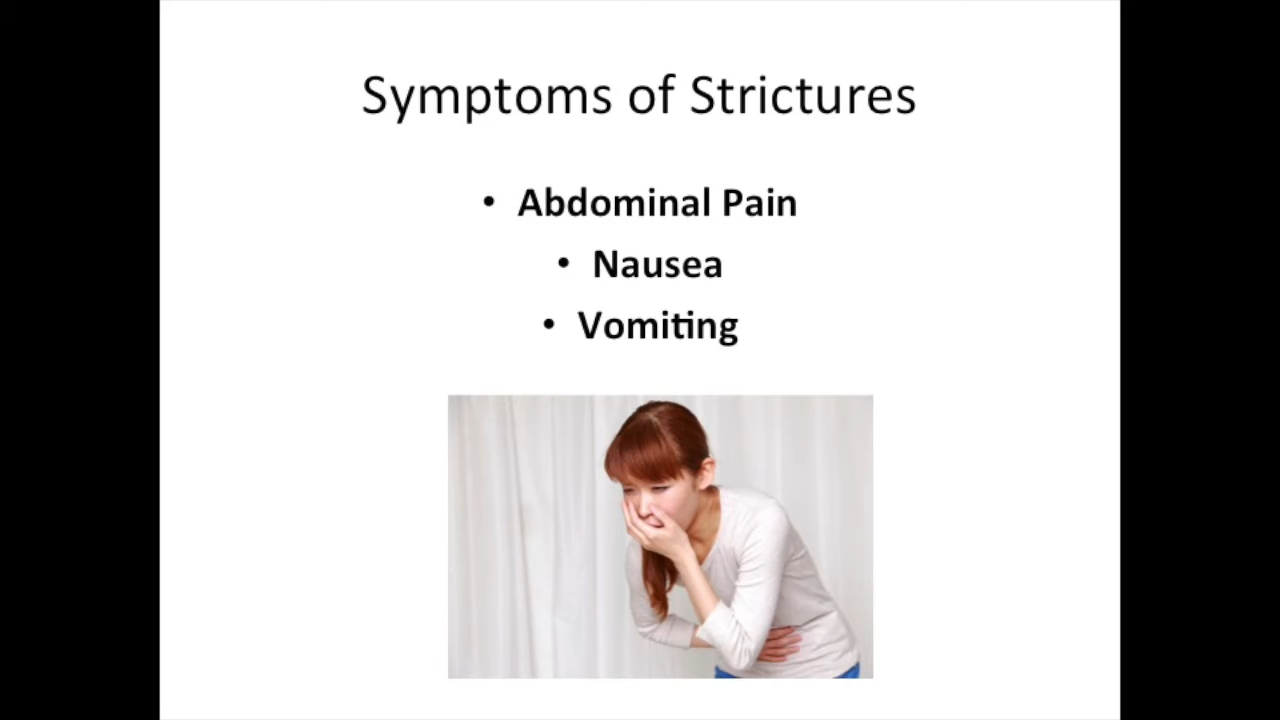 Symptoms of Strictures
• Abdominal Pain
• Nausea
• Vomiting